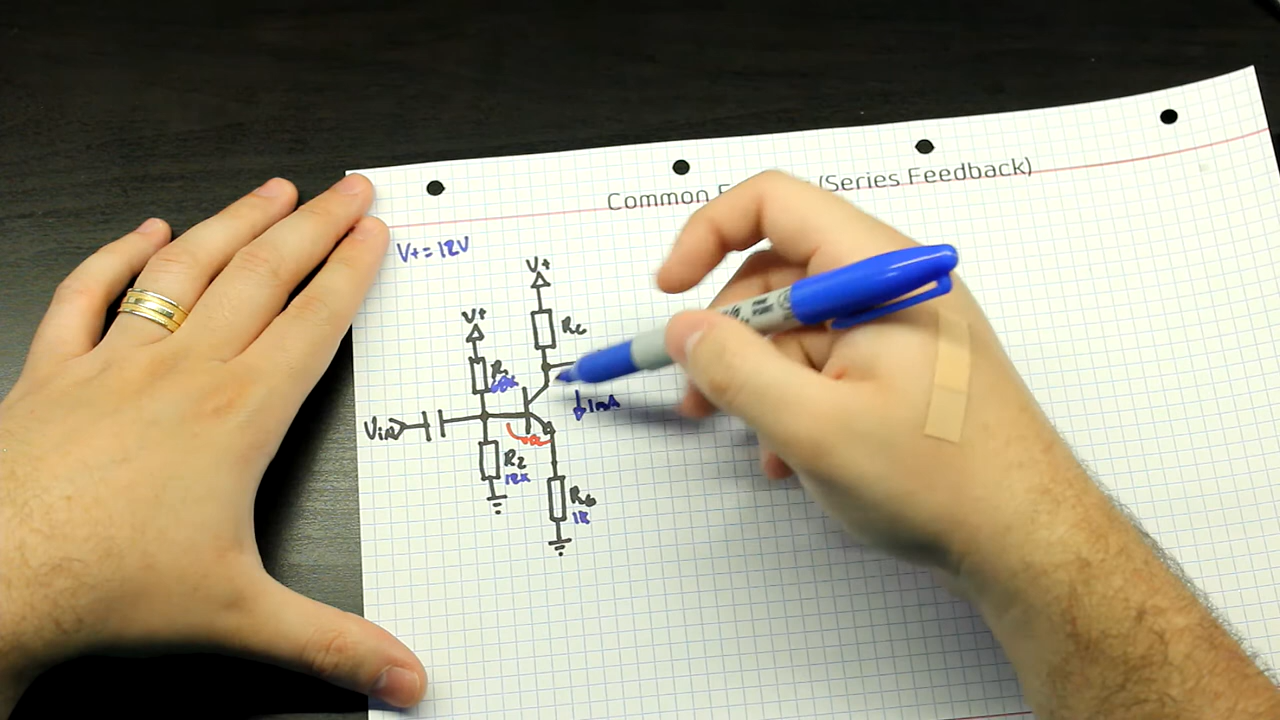 Common (Series Feedback)
V+ = 12V
V+
RC
V+
R1
68K
1mA
Vin
R2
12K
RE
1K